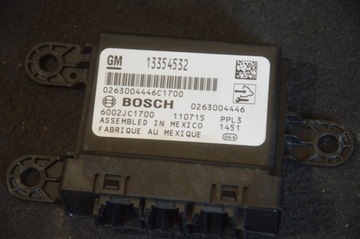 GM 13354532
0263004446C1700
BOSCH 0263004446
6002JC1700 110715 PPL3
ASSEMBLED IN MEXICO 1451
FABRIQUE AU MEXIQUE